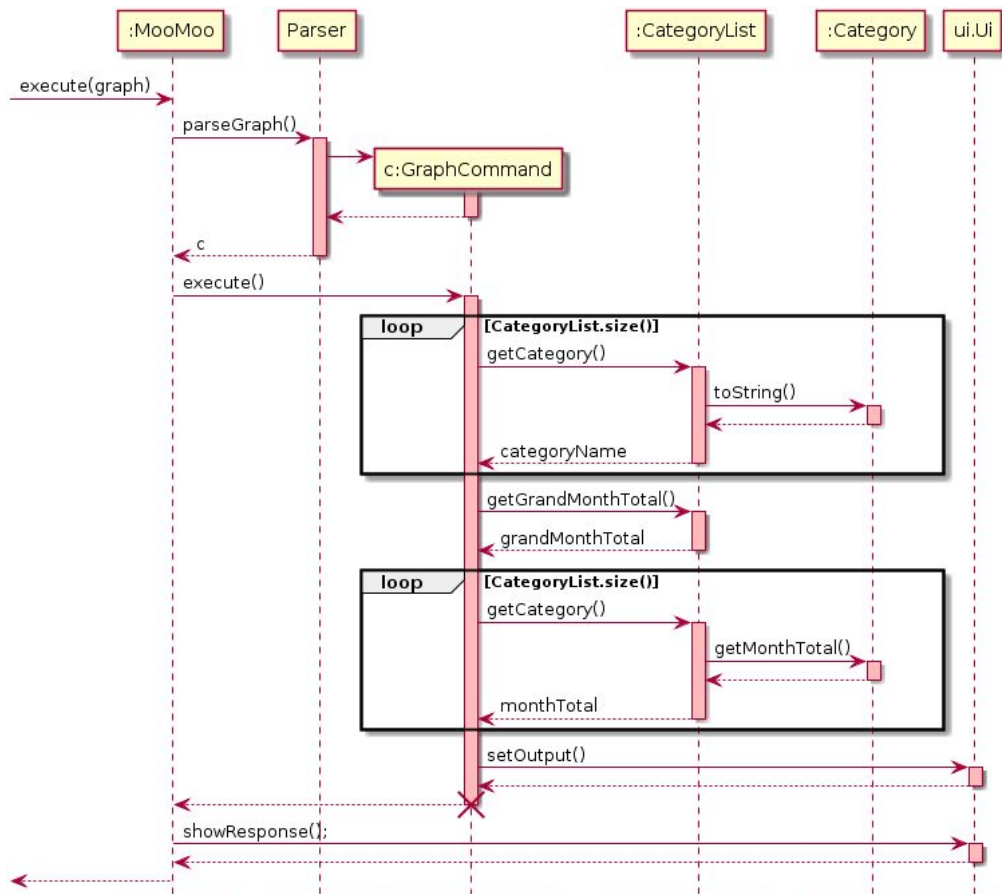 :MooMoo
Parser
:CategoryList
:Category
ui.Ui
execute(graph)
parseGraph()
c:GraphCommand
c
execute()
loop [CategoryList.size()]
getCategory()
toString()
categoryName
getGrandMonthTotal()
grandMonthTotal
loop [CategoryList.size()]
getCategory()
getMonthTotal()
monthTotal
setOutput()
showResponse();